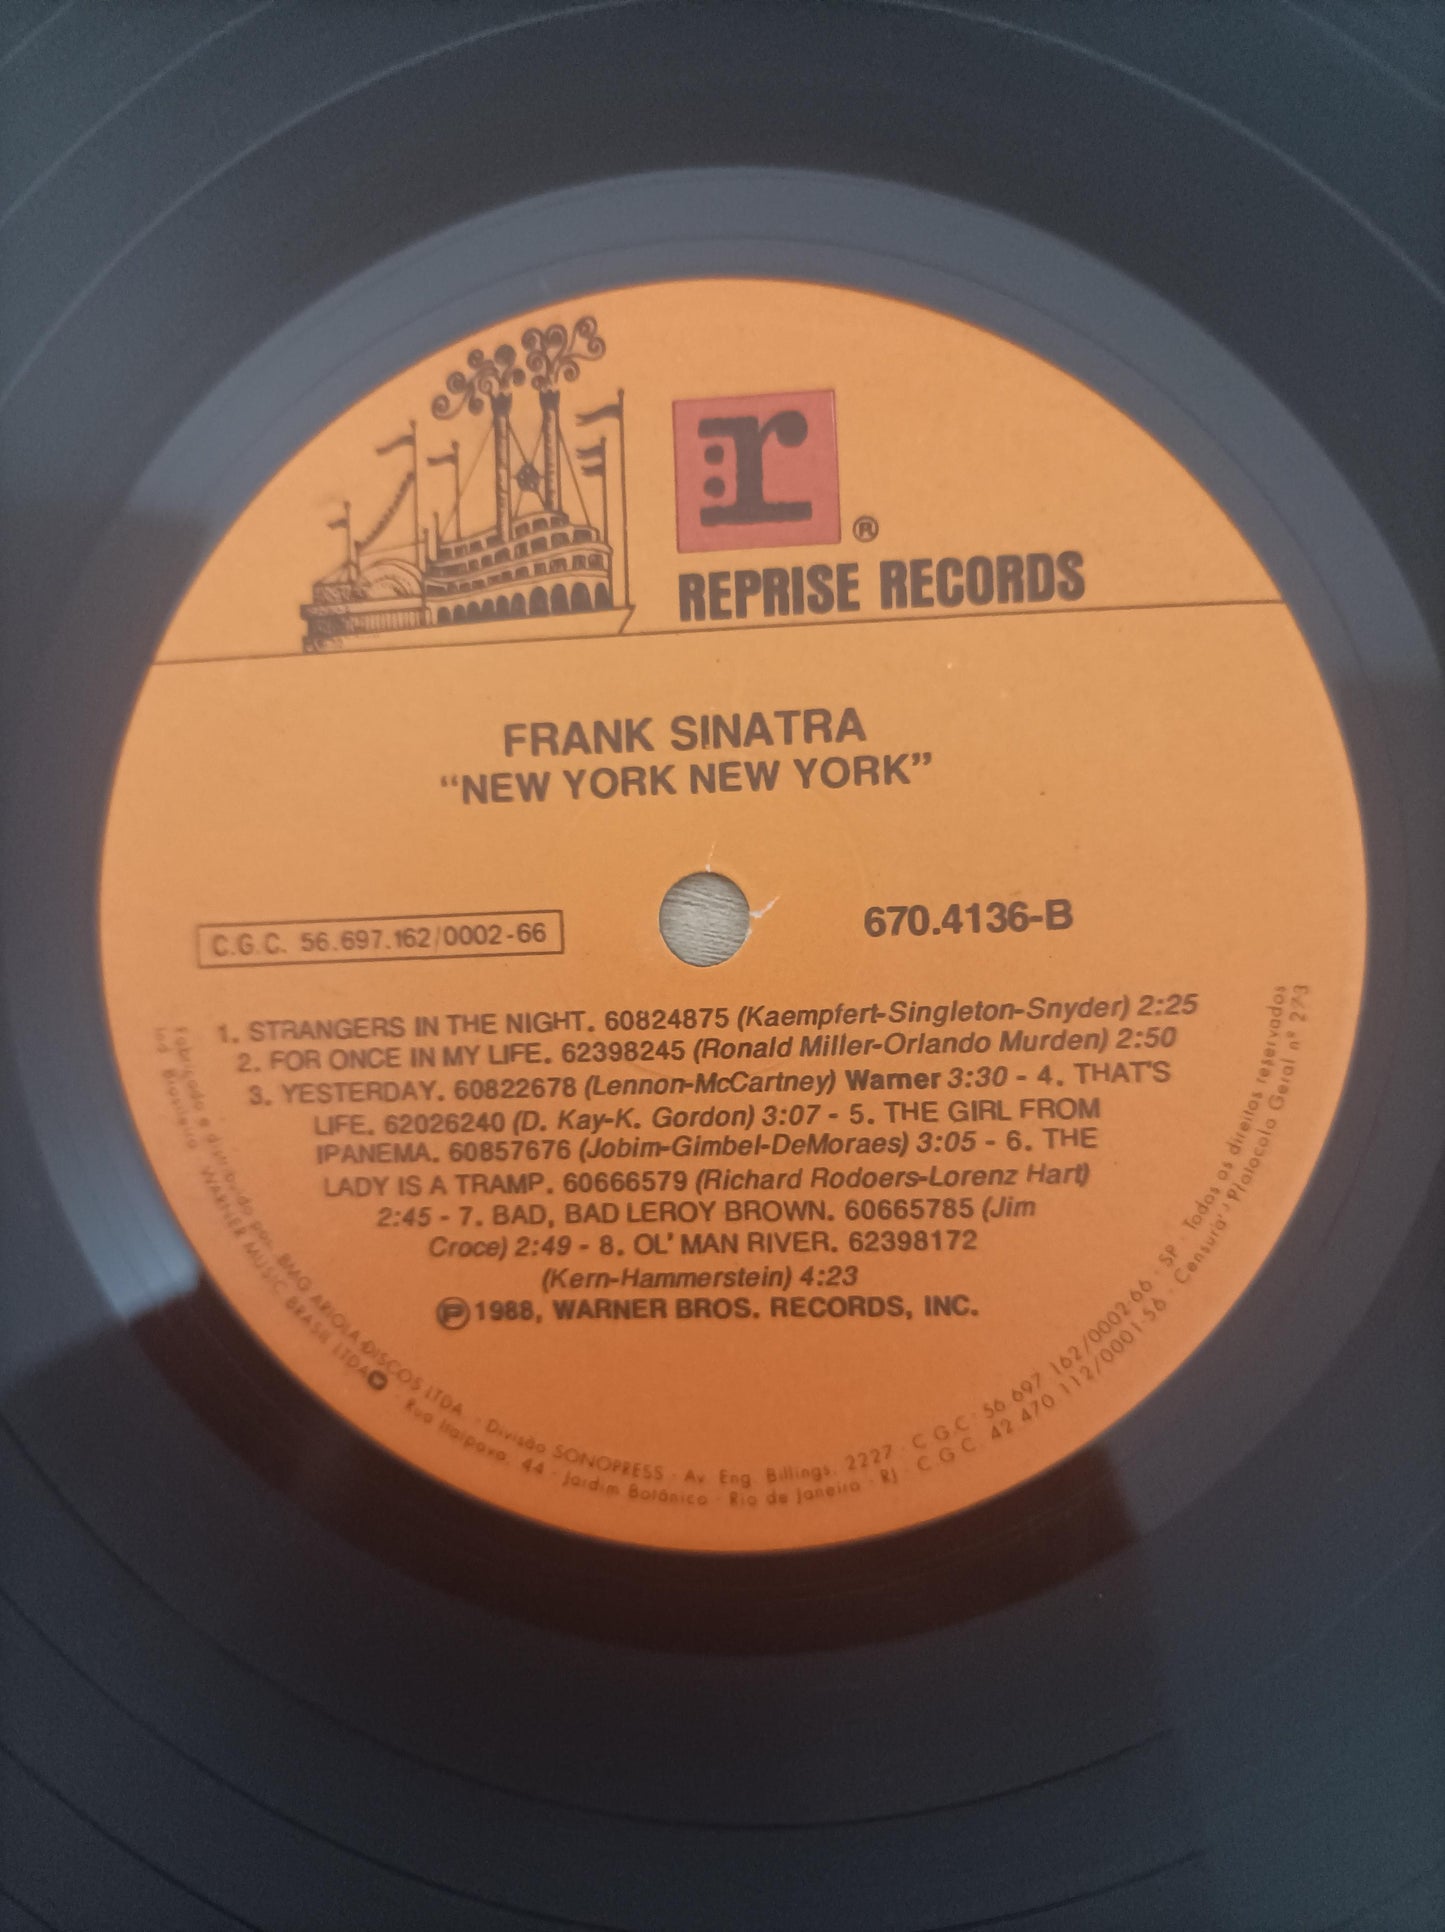 r
®
REPRISE RECORDS
FRANK SINATRA
“NEW YORK NEW YORK”
C.G.C. 56.697.162/0002-66
670.4136-B
1. STRANGERS IN THE NIGHT. 60824875 (Kaempfert-Singleton-Snyder) 2:25
2. FOR ONCE IN MY LIFE. 62398245 (Ronald Miller-Orlando Murden) 2:50
3. YESTERDAY. 60822678 (Lennon-McCartney) Warner 3:30 - 4. THAT'S
LIFE. 62026240 (D. Kay-K. Gordon) 3:07 - 5. THE GIRL FROM
IPANEMA. 60857676 (Jobim-Gimbel-DeMoraes) 3:05 - 6. THE
LADY IS A TRAMP. 60666579 (Richard Rodoers-Lorenz Hart)
2:45 - 7. BAD, BAD LEROY BROWN. 60665785 (Jim
Croce) 2:49 - 8. OL' MAN RIVER. 62398172
(Kern-Hammerstein) 4:23
Ⓟ 1988, WARNER BROS. RECORDS, INC.
Fabricado e distribuído por BMG ARIOLA DISCOS LTDA. · Divisão SONOPRESS · Av. Eng. Billings, 2227 · C.G.C. 56 697 162/0002-66 · SP · Todos os direitos reservados
Ind. Brasileira · WARNER MUSIC BRASIL LTDA · Rua Itaipava, 44 · Jardim Botânico · Rio de Janeiro · RJ · C.G.C. 42 470 112/0001-56 · Censura: Protocolo Geral nº 273